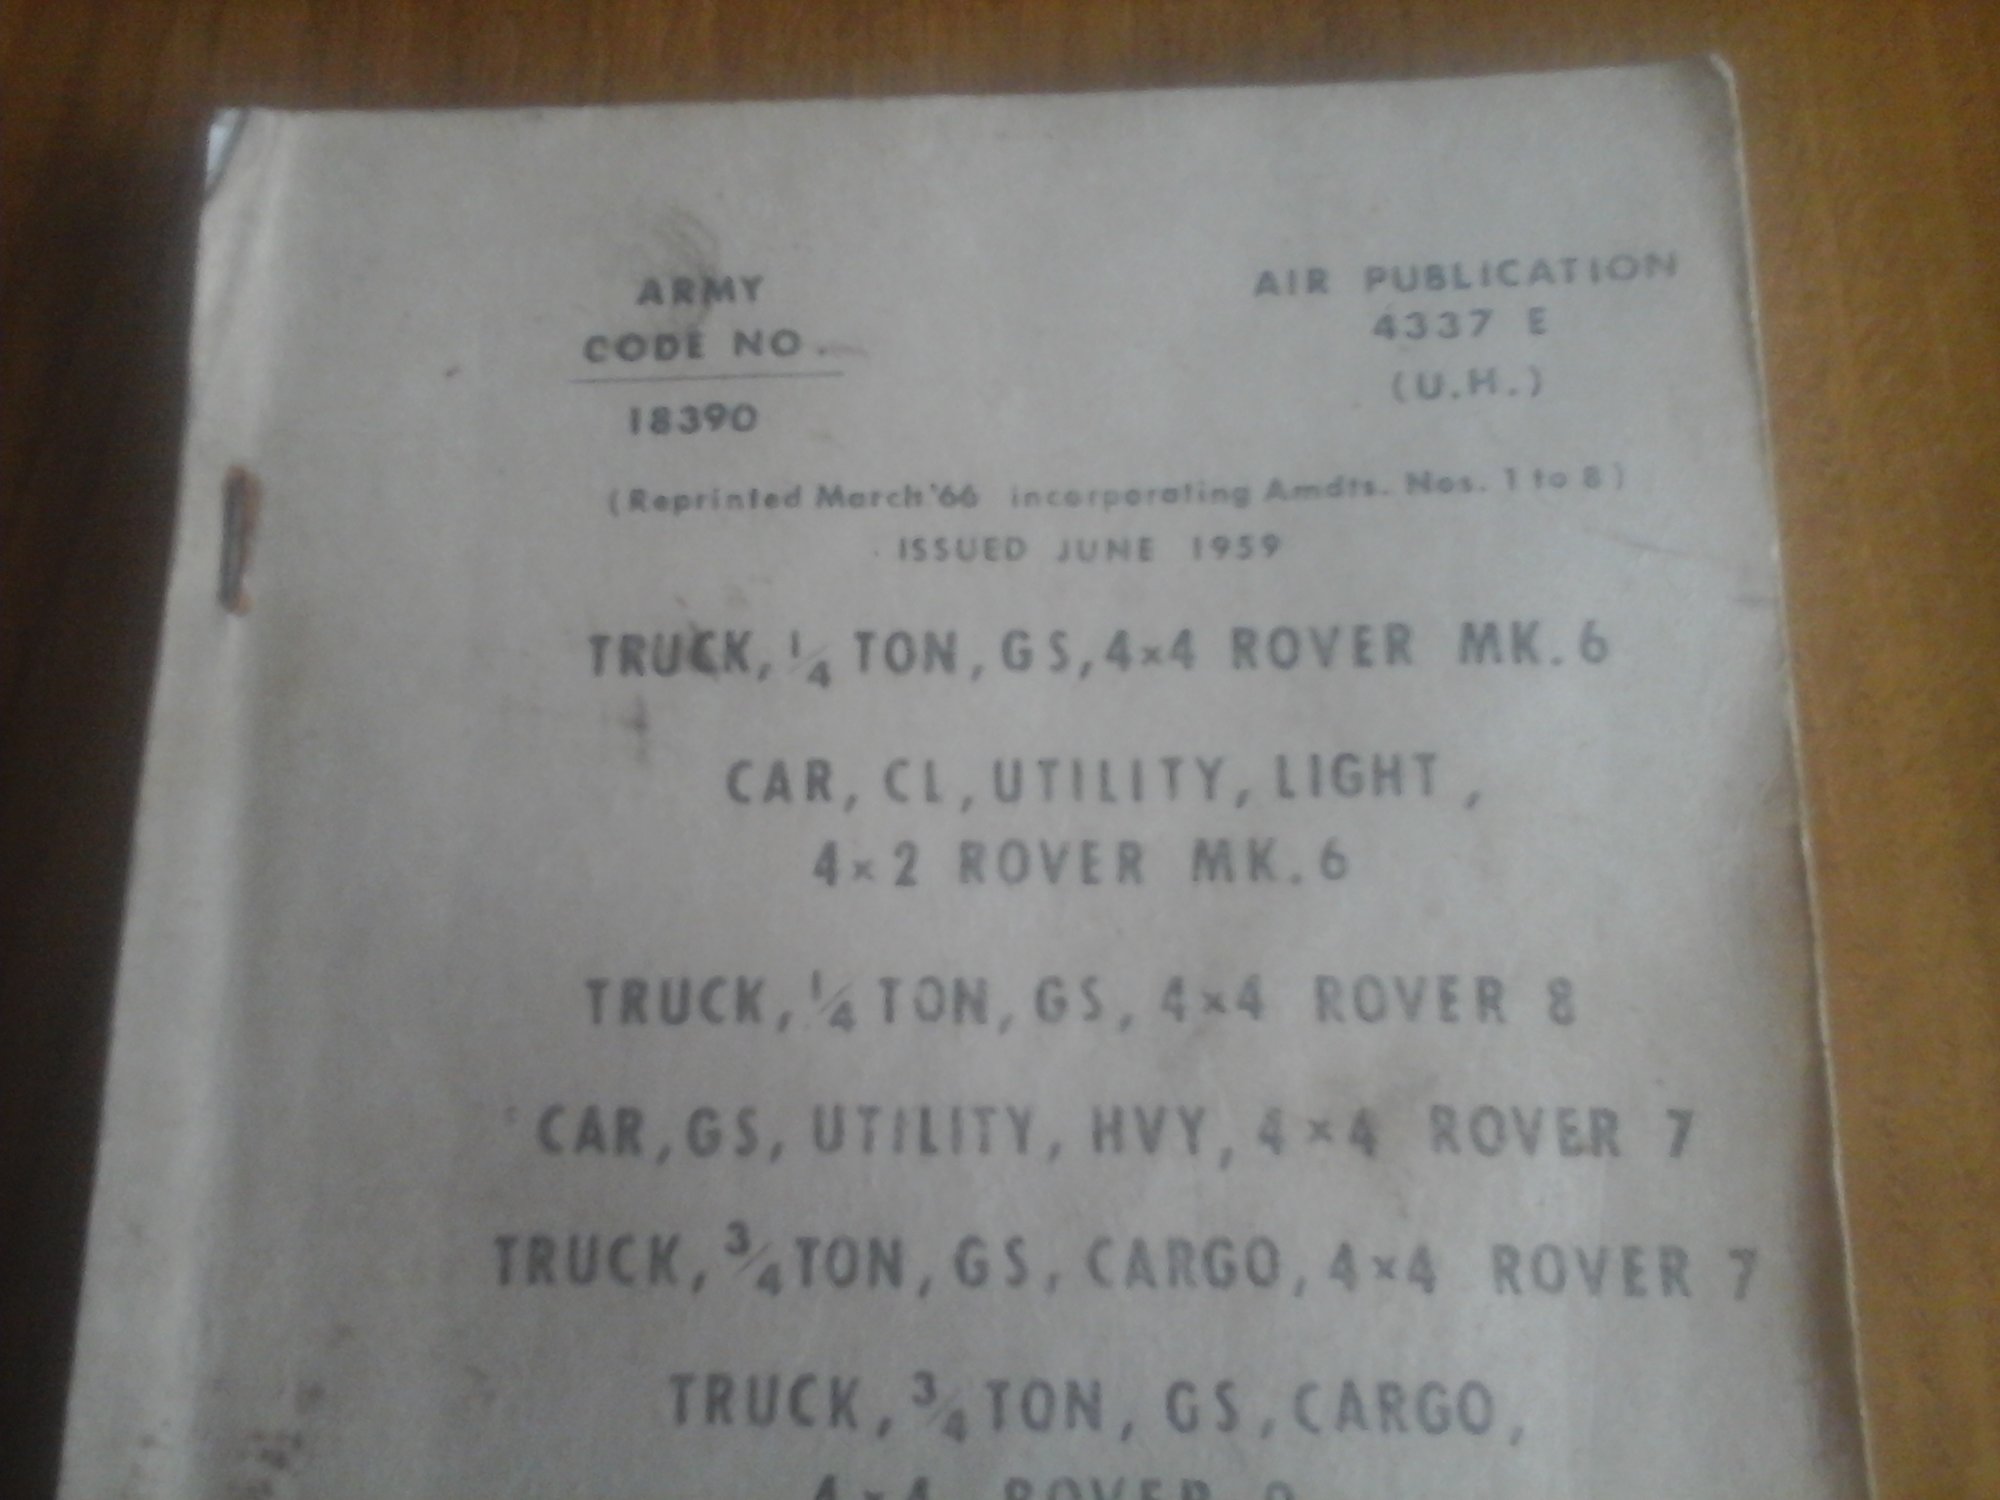 ARMY
CODE NO.
18390
AIR PUBLICATION
4337 E
(U.H.)
(Reprinted March '66 incorporating Amdts. Nos. 1 to 8)
ISSUED JUNE 1959
TRUCK, 1/4 TON, GS, 4×4 ROVER MK. 6
CAR, CL, UTILITY, LIGHT,
4×2 ROVER MK. 6
TRUCK, 1/4 TON, GS, 4×4 ROVER 8
CAR, GS, UTILITY, HVY, 4×4 ROVER 7
TRUCK, 3/4 TON, GS, CARGO, 4×4 ROVER 7
TRUCK, 3/4 TON, GS, CARGO,
4×4 ROVER